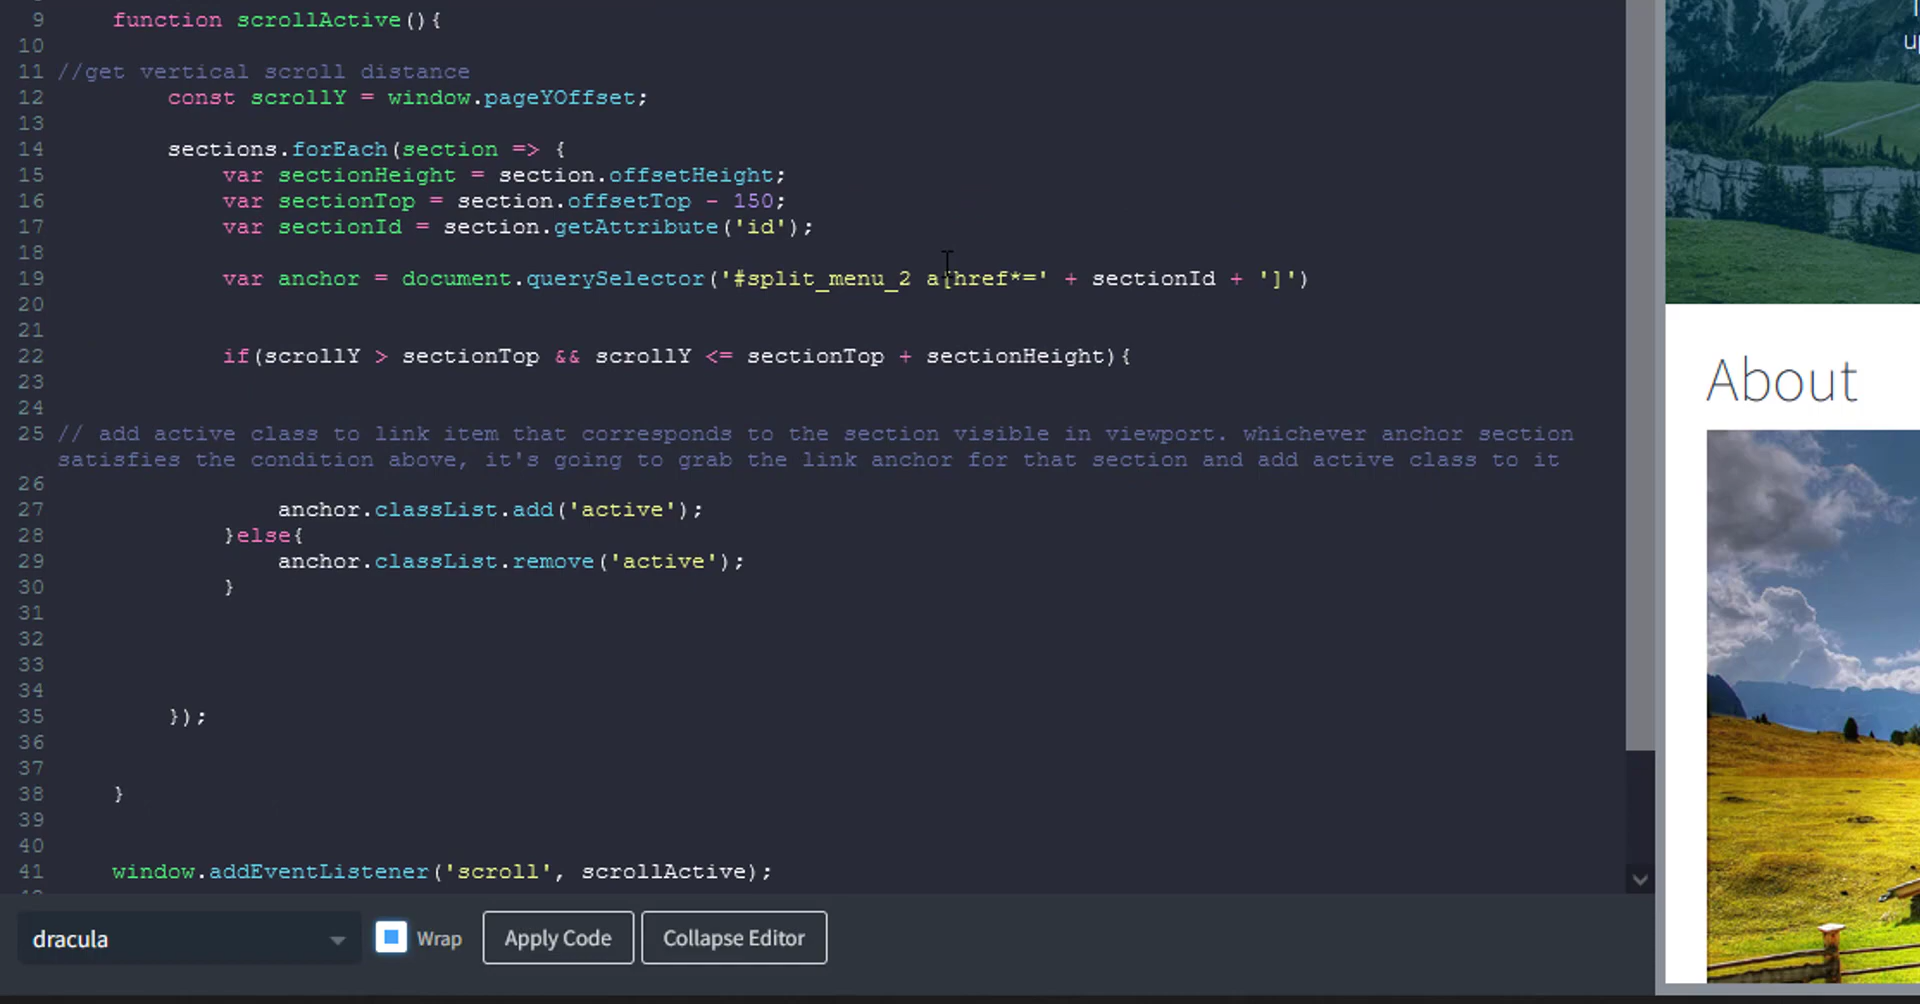 9 function scrollActive(){
10
11 //get vertical scroll distance
12 const scrollY = window.pageYOffset;
13
14 sections.forEach(section => {
15 var sectionHeight = section.offsetHeight;
16 var sectionTop = section.offsetTop - 150;
17 var sectionId = section.getAttribute('id');
18
19 var anchor = document.querySelector('#split_menu_2 a[href*=' + sectionId + ']')
20
21
22 if(scrollY > sectionTop && scrollY <= sectionTop + sectionHeight){
23
24
25 // add active class to link item that corresponds to the section visible in viewport. whichever anchor section
satisfies the condition above, it's going to grab the link anchor for that section and add active class to it
26
27 anchor.classList.add('active');
28 }else{
29 anchor.classList.remove('active');
30 }
31
32
33
34
35 });
36
37
38 }
39
40
41 window.addEventListener('scroll', scrollActive);
dracula
Wrap
Apply Code
Collapse Editor
About